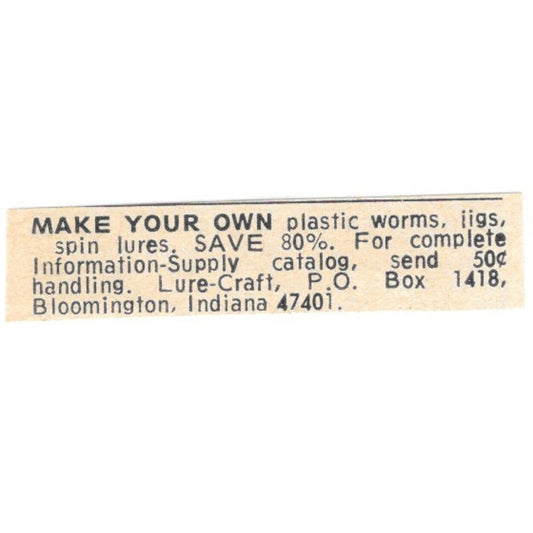 MAKE YOUR OWN plastic worms, jigs,
spin lures. SAVE 80%. For complete
Information-Supply catalog, send 50¢
handling. Lure-Craft, P.O. Box 1418,
Bloomington, Indiana 47401.